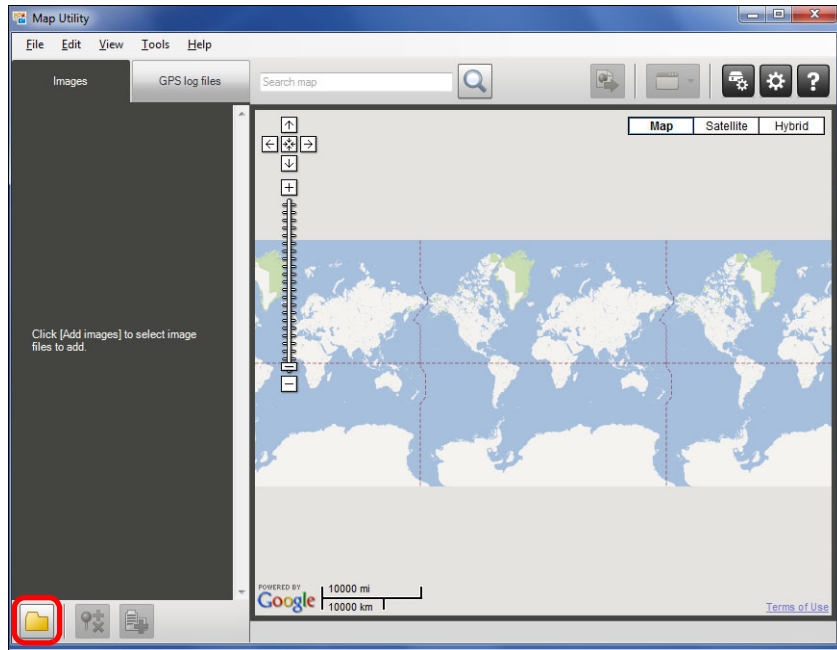 Map Utility
File Edit View Tools Help
Images
GPS log files
Search map
?
Map Satellite Hybrid
Click [Add images] to select image
files to add.
POWERED BY
Google
10000 mi
10000 km
Terms of Use